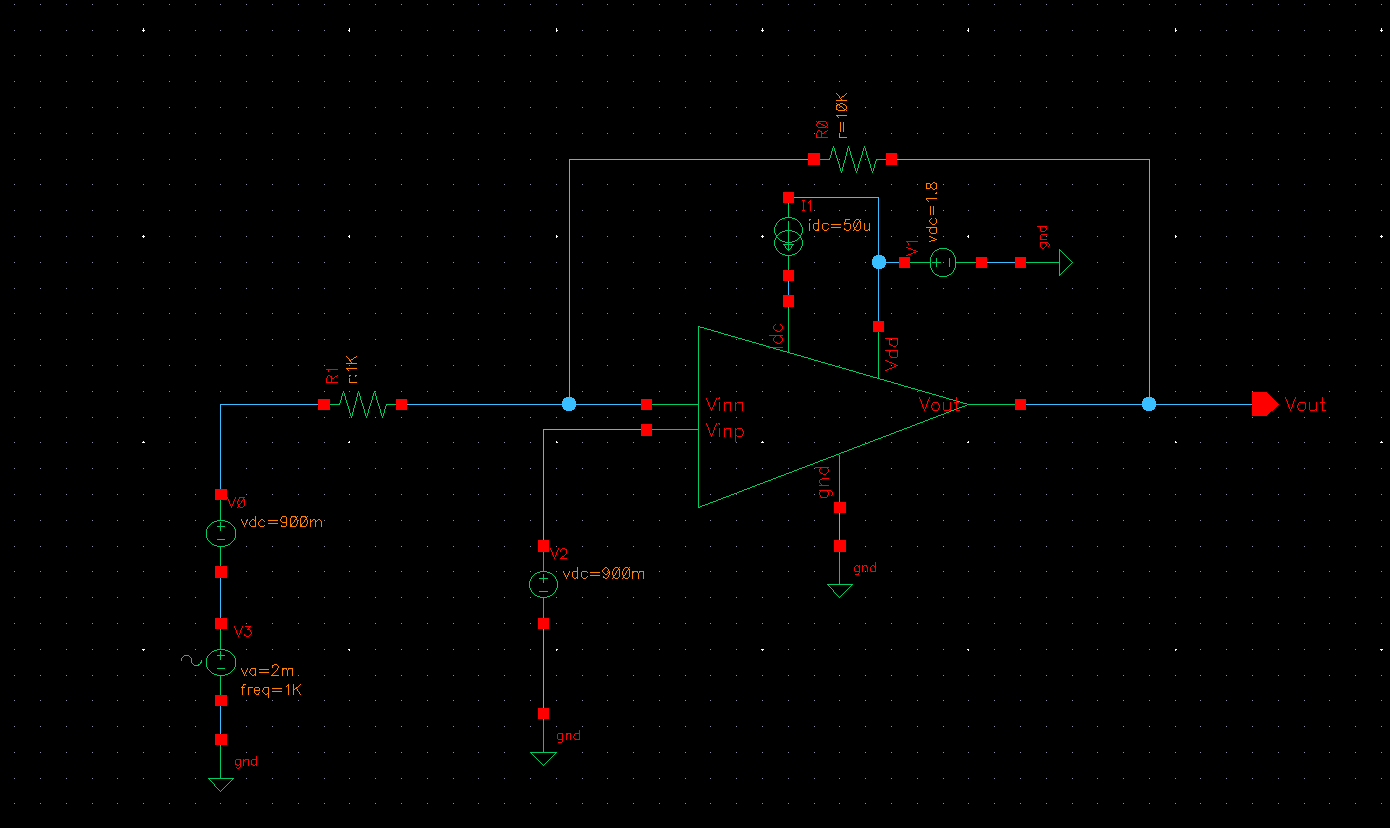 R0
r=10K
I1
idc=50u
V1
vdc=1.8
gnd
Idc
Vdd
R1
r:1K
Vinn
Vinp
Vout
Vout
gnd
gnd
V0
vdc=900m
V2
vdc=900m
V3
va=2m
freq=1K
gnd
gnd